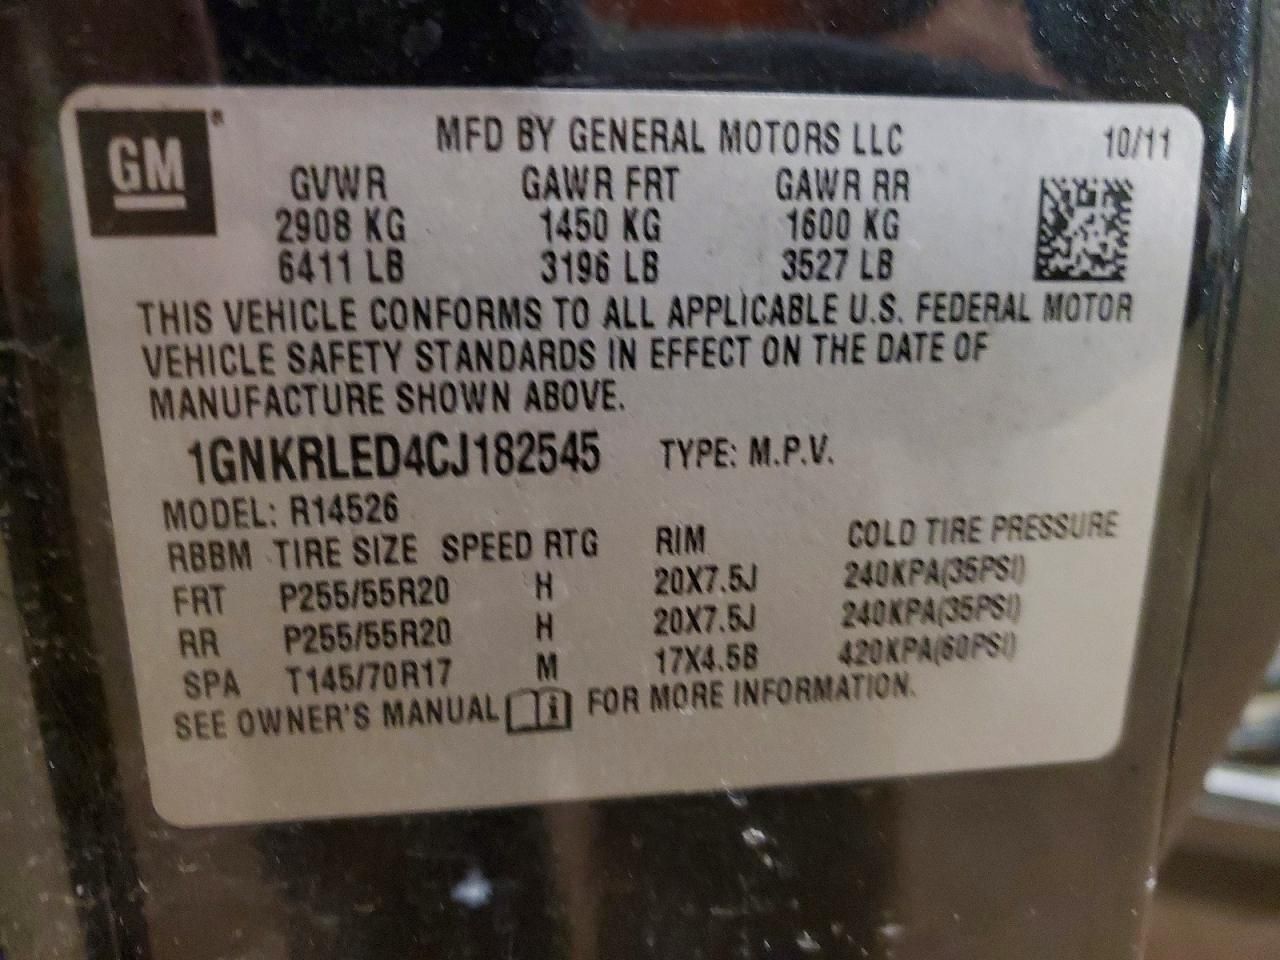 GM
MFD BY GENERAL MOTORS LLC 10/11
GVWR GAWR FRT GAWR RR
2908 KG 1450 KG 1600 KG
6411 LB 3196 LB 3527 LB
THIS VEHICLE CONFORMS TO ALL APPLICABLE U.S. FEDERAL MOTOR
VEHICLE SAFETY STANDARDS IN EFFECT ON THE DATE OF
MANUFACTURE SHOWN ABOVE.
1GNKRLED4CJ182545 TYPE: M.P.V.
MODEL: R14526
RBBM TIRE SIZE SPEED RTG RIM COLD TIRE PRESSURE
FRT P255/55R20 H 20X7.5J 240KPA(35PSI)
RR P255/55R20 H 20X7.5J 240KPA(35PSI)
SPA T145/70R17 M 17X4.5B 420KPA(60PSI)
SEE OWNER'S MANUAL i FOR MORE INFORMATION.